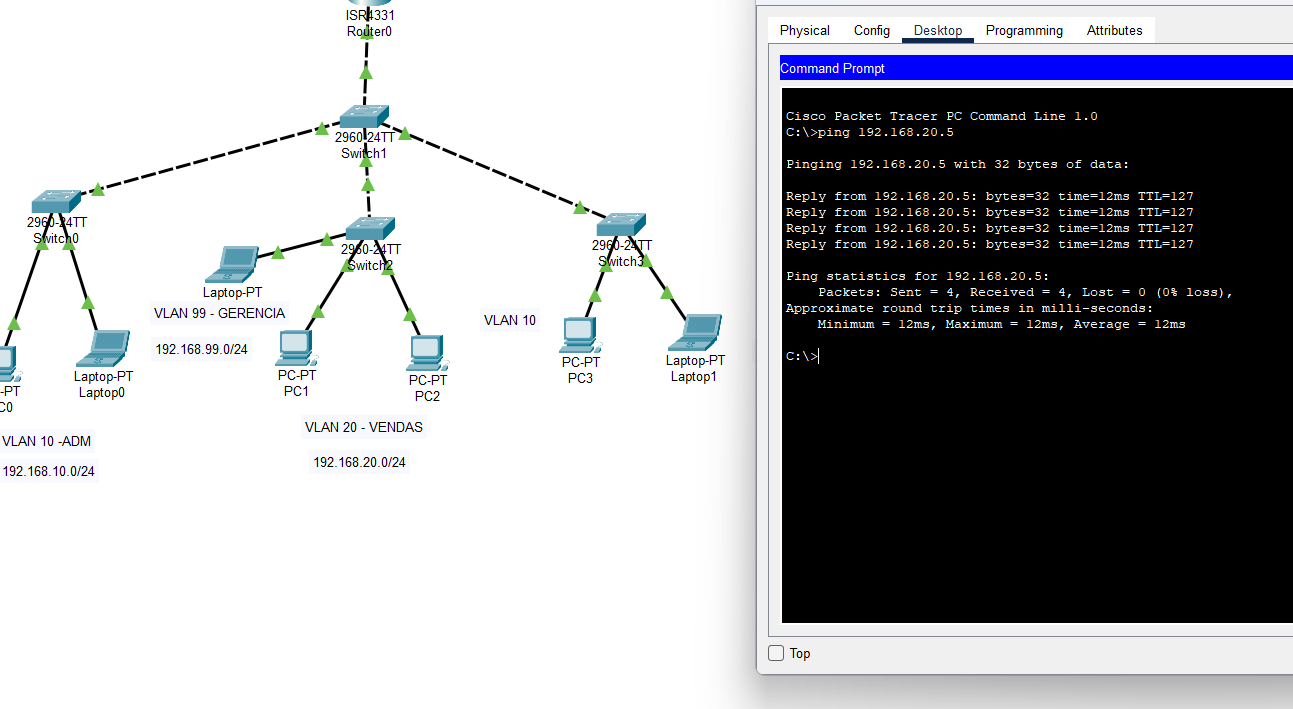 ISR4331
Router0
2960-24TT
Switch1
2960-24TT
Switch0
2960-24TT
Switch2
2960-24TT
Switch3
Laptop-PT
VLAN 99 - GERENCIA
192.168.99.0/24
VLAN 10
-PT
C0
Laptop-PT
Laptop0
PC-PT
PC1
PC-PT
PC2
PC-PT
PC3
Laptop-PT
Laptop1
VLAN 10 -ADM
192.168.10.0/24
VLAN 20 - VENDAS
192.168.20.0/24
Physical Config Desktop Programming Attributes
Command Prompt
Cisco Packet Tracer PC Command Line 1.0
C:\>ping 192.168.20.5
Pinging 192.168.20.5 with 32 bytes of data:
Reply from 192.168.20.5: bytes=32 time=12ms TTL=127
Reply from 192.168.20.5: bytes=32 time=12ms TTL=127
Reply from 192.168.20.5: bytes=32 time=12ms TTL=127
Reply from 192.168.20.5: bytes=32 time=12ms TTL=127
Ping statistics for 192.168.20.5:
Packets: Sent = 4, Received = 4, Lost = 0 (0% loss),
Approximate round trip times in milli-seconds:
Minimum = 12ms, Maximum = 12ms, Average = 12ms
C:\>
Top